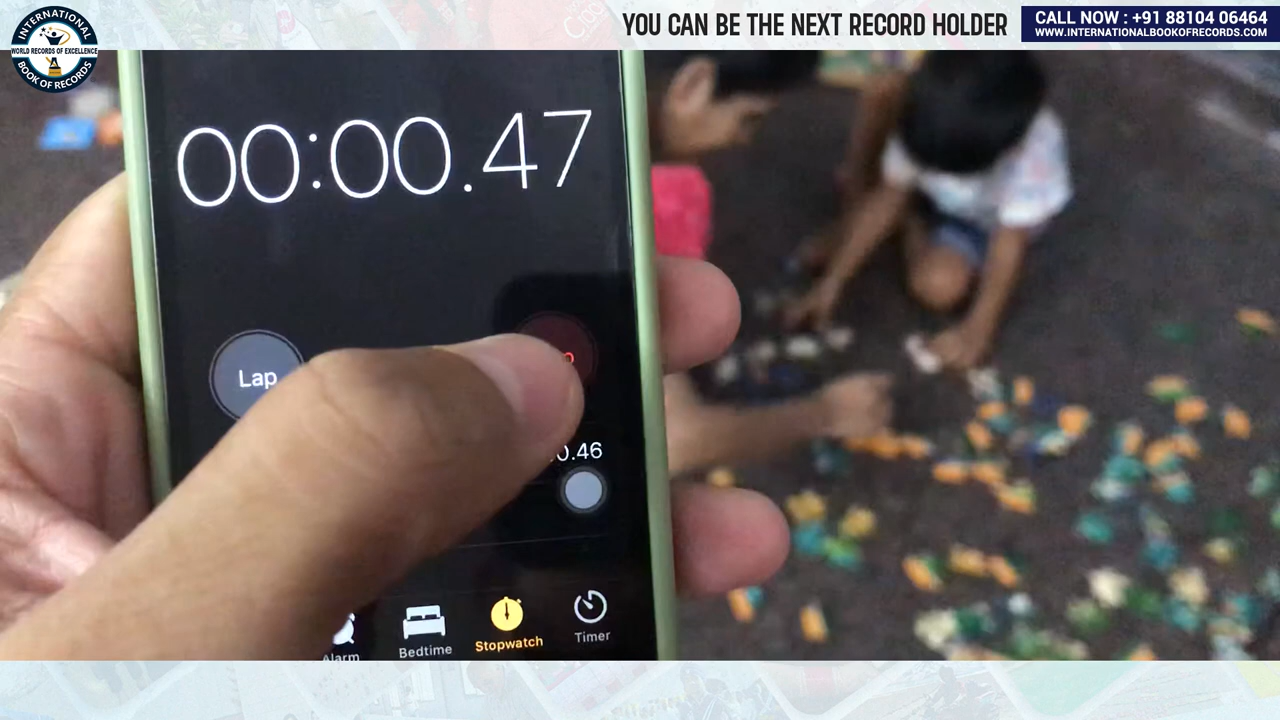 INTERNATIONAL
WORLD RECORDS OF EXCELLENCE
BOOK OF RECORDS
YOU CAN BE THE NEXT RECORD HOLDER
CALL NOW : +91 88104 06464
WWW.INTERNATIONALBOOKOFRECORDS.COM
00:00.47
Lap
0.46
Alarm
Bedtime
Stopwatch
Timer